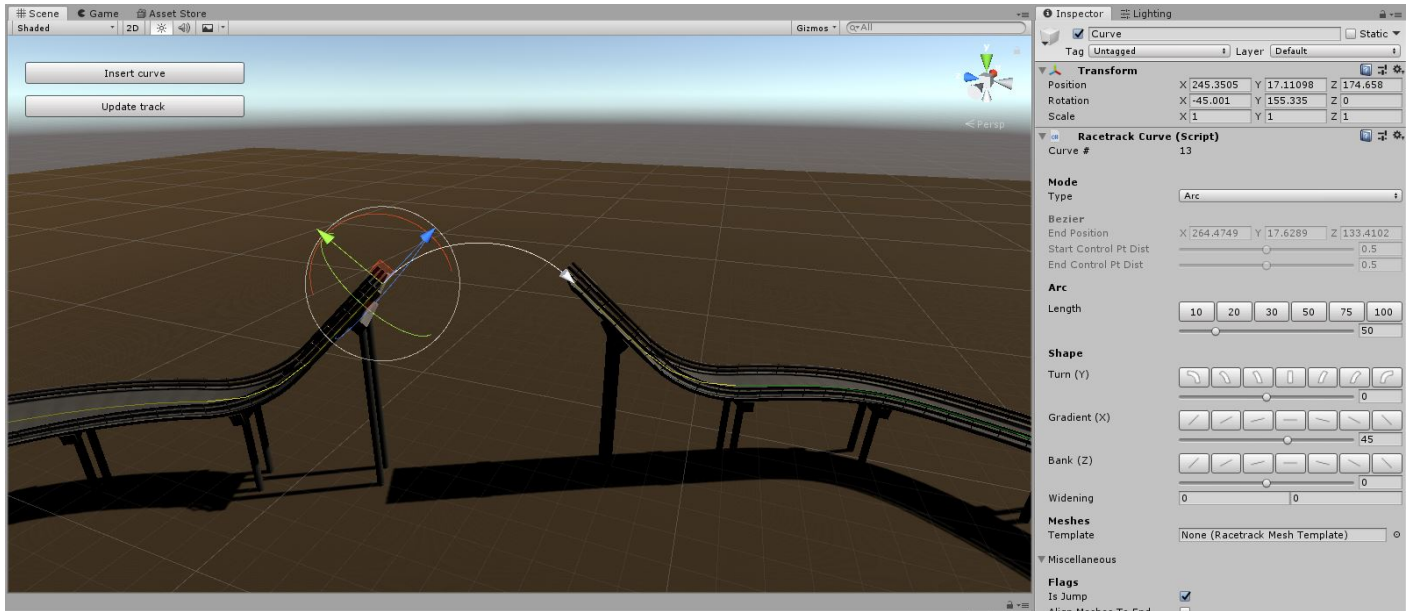 Scene Game Asset Store
Shaded 2D Gizmos All
Insert curve
Update track
y
Persp
Inspector Lighting
Curve Static
Tag Untagged Layer Default
Transform
Position X 245.3505 Y 17.11098 Z 174.658
Rotation X -45.001 Y 155.335 Z 0
Scale X 1 Y 1 Z 1
Racetrack Curve (Script)
Curve # 13
Mode
Type Arc
Bezier
End Position X 264.4749 Y 17.6289 Z 133.4102
Start Control Pt Dist 0.5
End Control Pt Dist 0.5
Arc
Length 10 20 30 50 75 100
50
Shape
Turn (Y)
0
Gradient (X)
45
Bank (Z)
0
Widening 0 0
Meshes
Template None (Racetrack Mesh Template)
Miscellaneous
Flags
Is Jump
Align Meshes To End